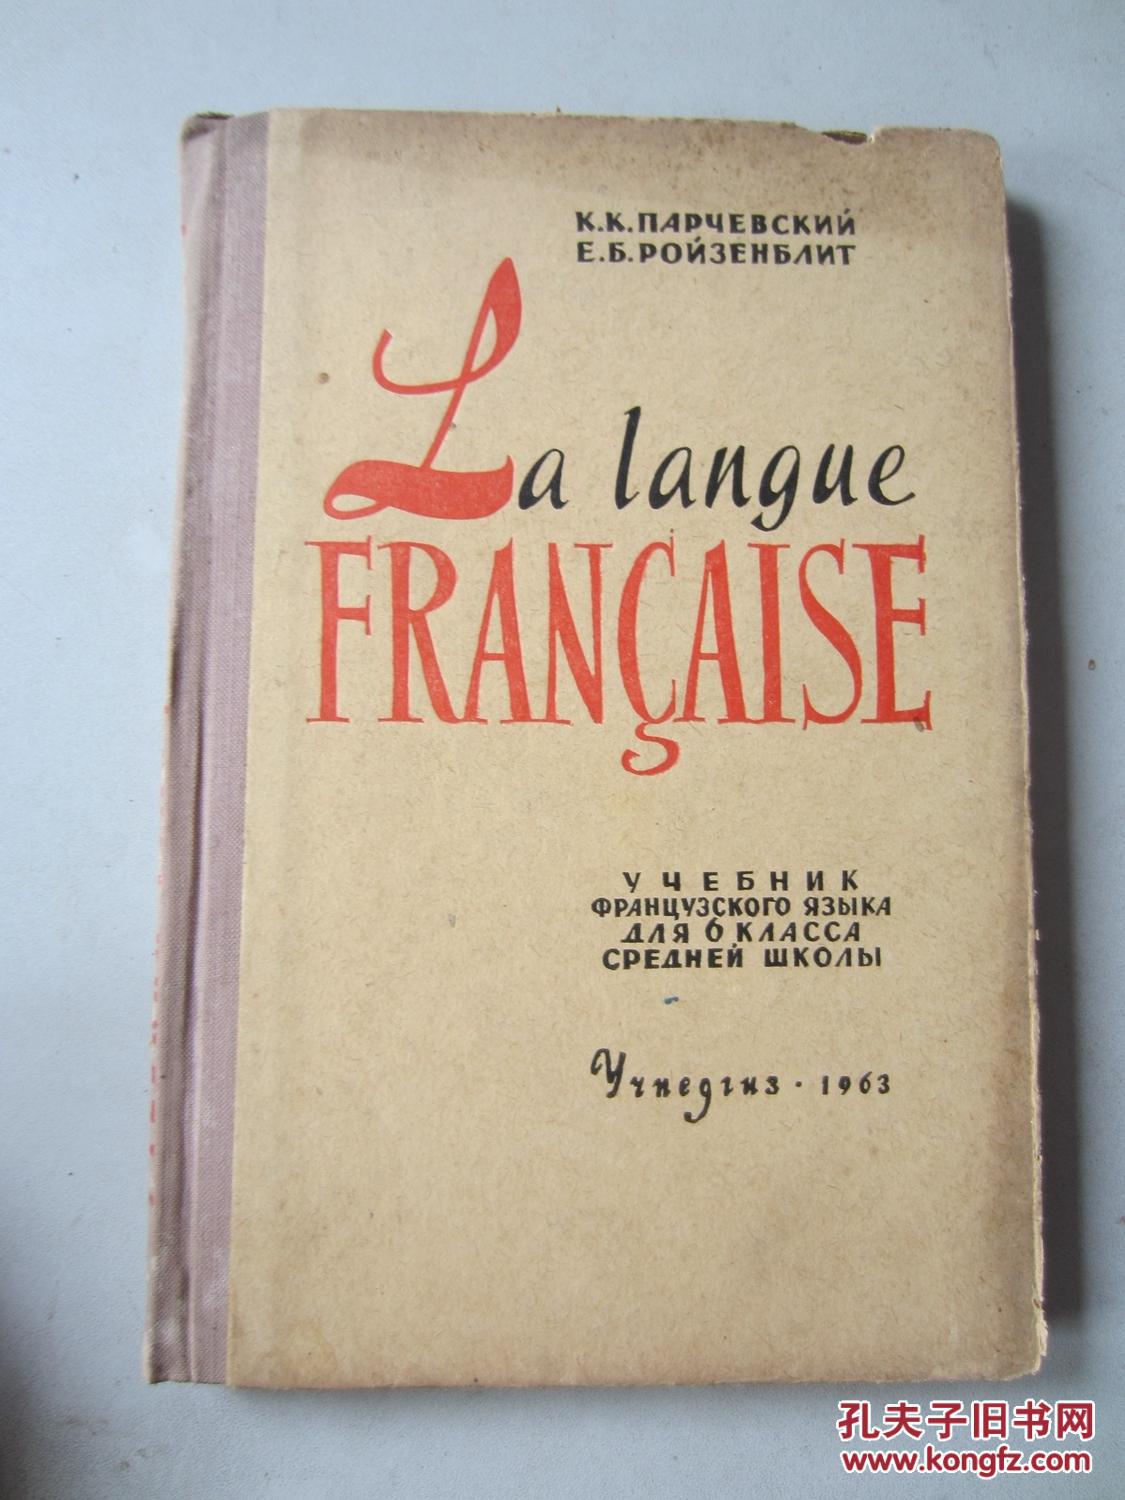 К.К.ПАРЧЕВСКИЙ
Е.Б.РОЙЗЕНБЛИТ
La langue
FRANÇAISE
УЧЕБНИК
ФРАНЦУЗСКОГО ЯЗЫКА
ДЛЯ 6 КЛАССА
СРЕДНЕЙ ШКОЛЫ
Учпедгиз · 1963
孔夫子旧书网
www.kongfz.com